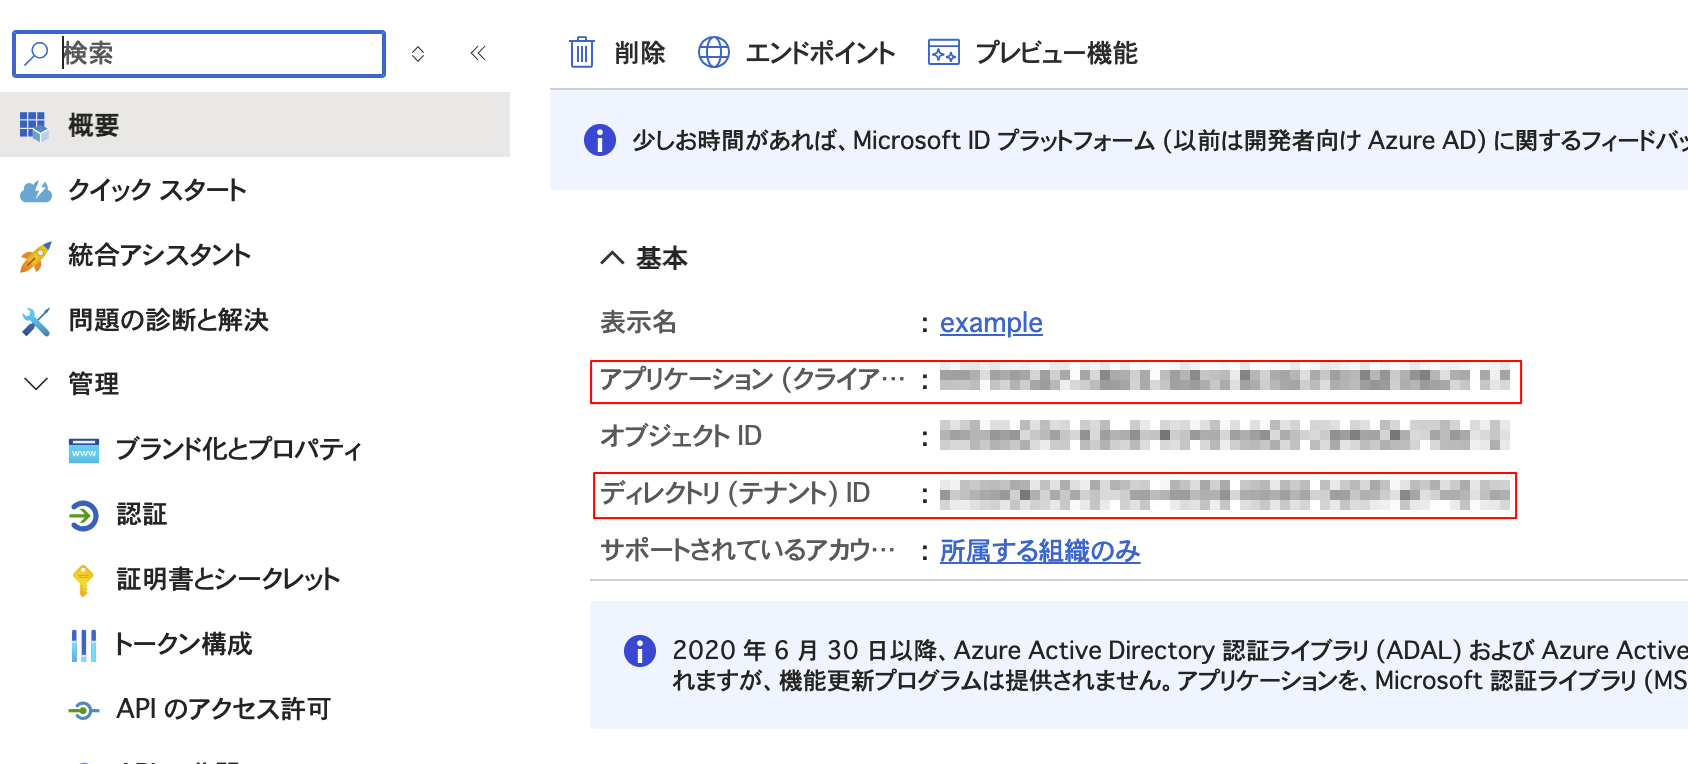 検索
概要
クイック スタート
統合アシスタント
問題の診断と解決
管理
ブランド化とプロパティ
www
認証
証明書とシークレット
トークン構成
API のアクセス許可
削除 エンドポイント プレビュー機能
少しお時間があれば、Microsoft ID プラットフォーム (以前は開発者向け Azure AD) に関するフィードバッ
基本
表示名 : example
アプリケーション (クライア… :
オブジェクト ID :
ディレクトリ (テナント) ID :
サポートされているアカウ… : 所属する組織のみ
2020 年 6 月 30 日以降、Azure Active Directory 認証ライブラリ (ADAL) および Azure Active
れますが、機能更新プログラムは提供されません。アプリケーションを、Microsoft 認証ライブラリ (MS